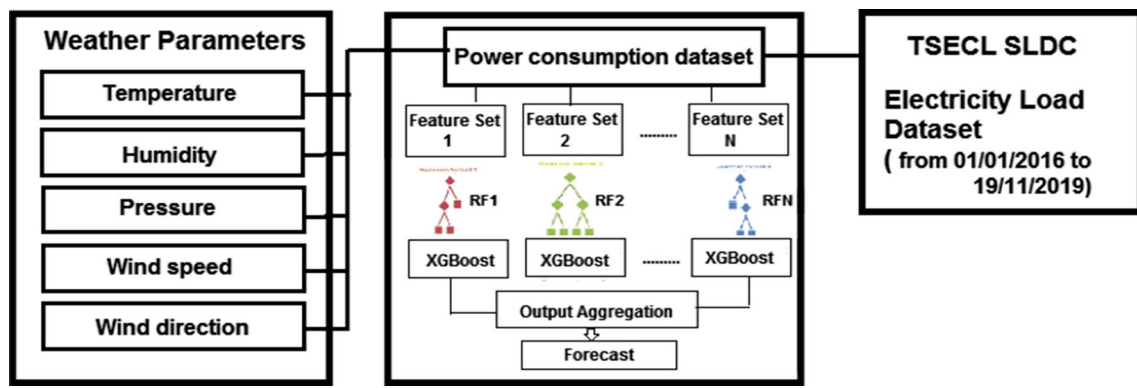 Weather Parameters
Temperature
Humidity
Pressure
Wind speed
Wind direction
Power consumption dataset
Feature Set
1
Feature Set
2
.........
Feature Set
N
RF1
RF2
RFN
XGBoost
XGBoost
.........
XGBoost
Output Aggregation
Forecast
TSECL SLDC
Electricity Load
Dataset
( from 01/01/2016 to
19/11/2019)